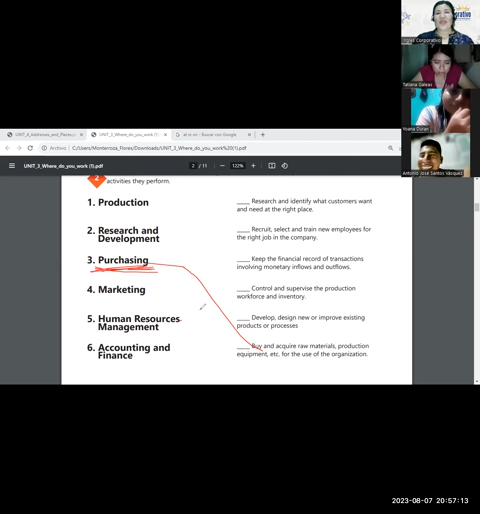 Inglés Corporativo
Tatiana Galeas
Ivana Duran
Antonio José Santos Vásquez
UNIT_3_Where_do_you_work (1).p
Buscar con Google
Archivo
C:/Users/Monterroza_Flores/Downloads/UNIT_3_Where_do_you_work%20(1).pdf
UNIT_3_Where_do_you_work (1).pdf
2 / 11
122%
2
activities they perform.
1. Production
____ Research and identify what customers want
and need at the right place.
2. Research and
Development
____ Recruit, select and train new employees for
the right job in the company.
3. Purchasing
____ Keep the financial record of transactions
involving monetary inflows and outflows.
4. Marketing
____ Control and supervise the production
workforce and inventory.
5. Human Resources
Management
____ Develop, design new or improve existing
products or processes
6. Accounting and
Finance
____ Buy and acquire raw materials, production
equipment, etc. for the use of the organization.
2023-08-07 20:57:13